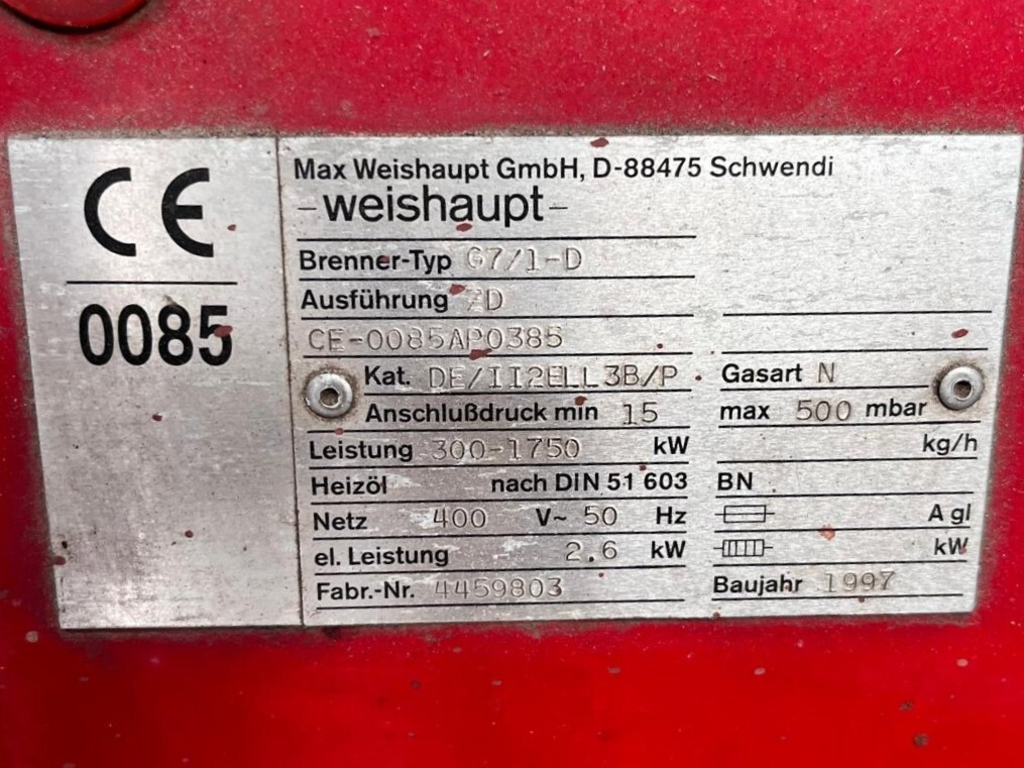 CE
0085
Max Weishaupt GmbH, D-88475 Schwendi
-weishaupt-
Brenner-Typ G7/1-D
Ausführung ZD
CE-0085AP0385
Kat. DE/II2ELL3B/P. Gasart N
Anschlußdruck min 15 max 500 mbar
Leistung 300-1750 kW kg/h
Heizöl nach DIN 51 603 BN
Netz 400 V~ 50 Hz A gl
el. Leistung 2.6 kW kW
Fabr.-Nr. 4459803 Baujahr 1997